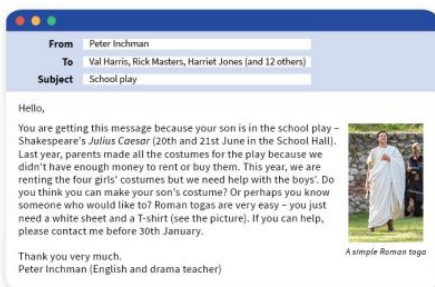 From Peter Inchman
To Val Harris, Rick Masters, Harriet Jones (and 12 others)
Subject School play
Hello,
You are getting this message because your son is in the school play –
Shakespeare's Julius Caesar (20th and 21st June in the School Hall).
Last year, parents made all the costumes for the play because we
didn't have enough money to rent or buy them. This year, we are
renting the four girls' costumes but we need help with the boys'. Do
you think you can make your son's costume? Or perhaps you know
someone who would like to? Roman togas are very easy – you just
need a white sheet and a T-shirt (see the picture). If you can help,
please contact me before 30th January.
Thank you very much.
Peter Inchman (English and drama teacher)
A simple Roman toga